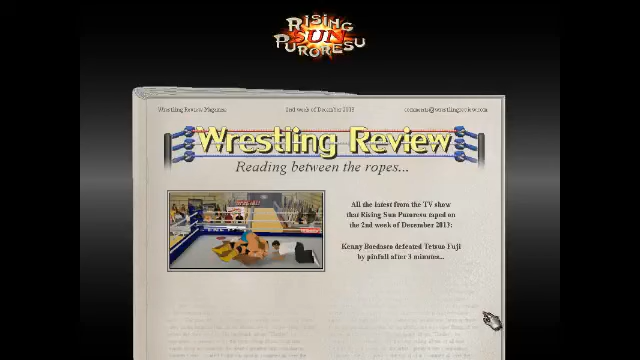 RISING
SUN
PURORESU
Wrestling Review Magazine
2nd week of December 2013
comments@wrestlingreview.com
Wrestling Review
Reading between the ropes...
All the latest from the TV show
that Rising Sun Puroresu taped on
the 2nd week of December 2013:
Kenny Boednasa defeated Tetsuo Fuji
by pinfall after 3 minutes...